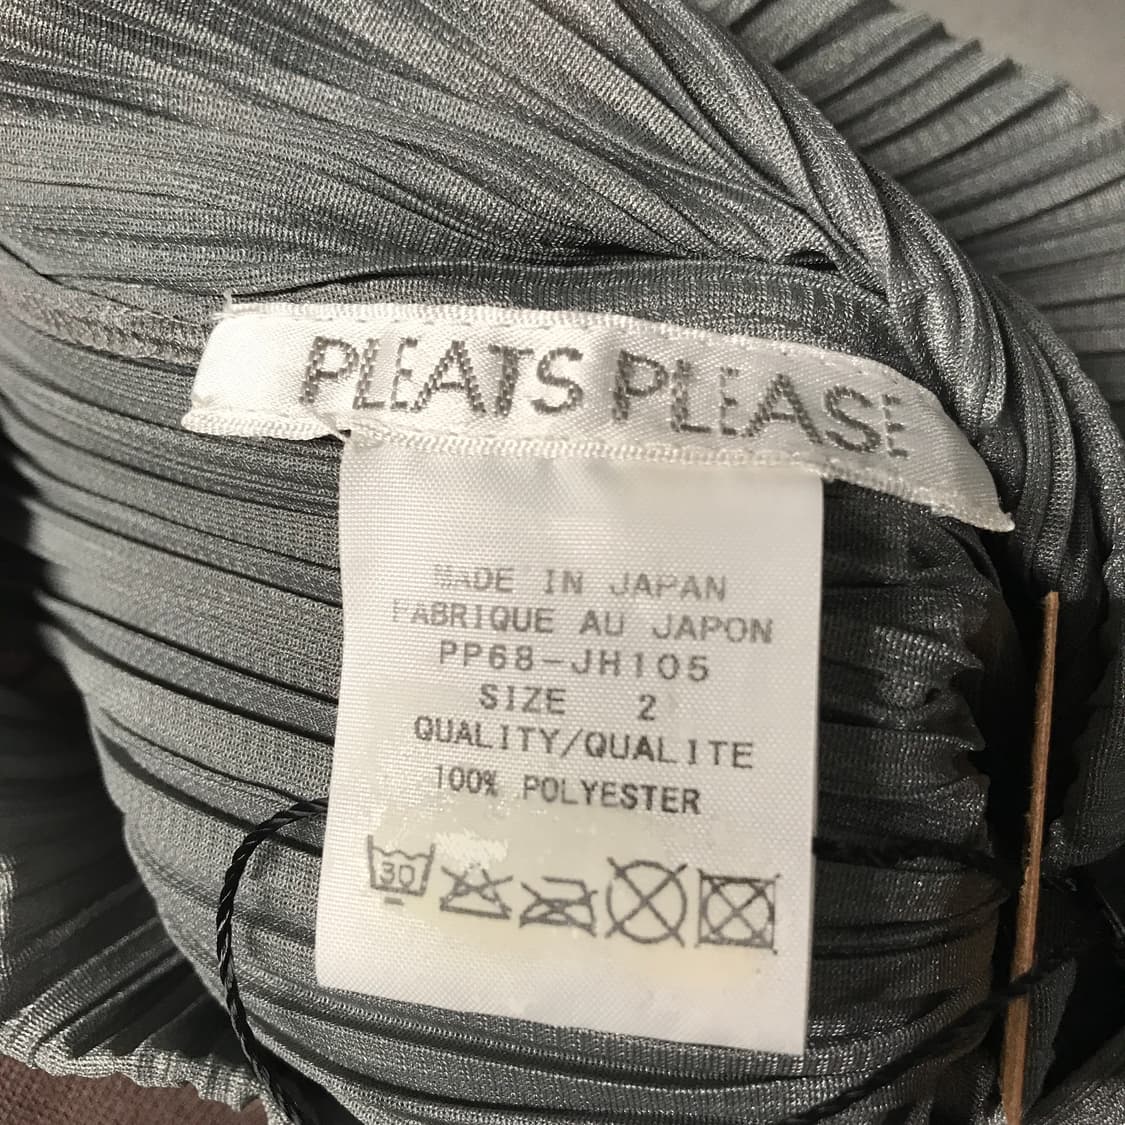 PLEATS PLEASE
MADE IN JAPAN
FABRIQUE AU JAPON
PP68-JH105
SIZE 2
QUALITY/QUALITE
100% POLYESTER
30